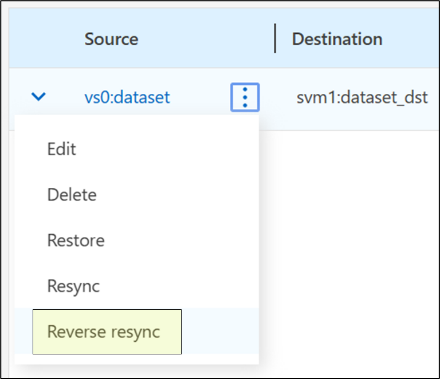 Source Destination
vs0:dataset svm1:dataset_dst
Edit
Delete
Restore
Resync
Reverse resync